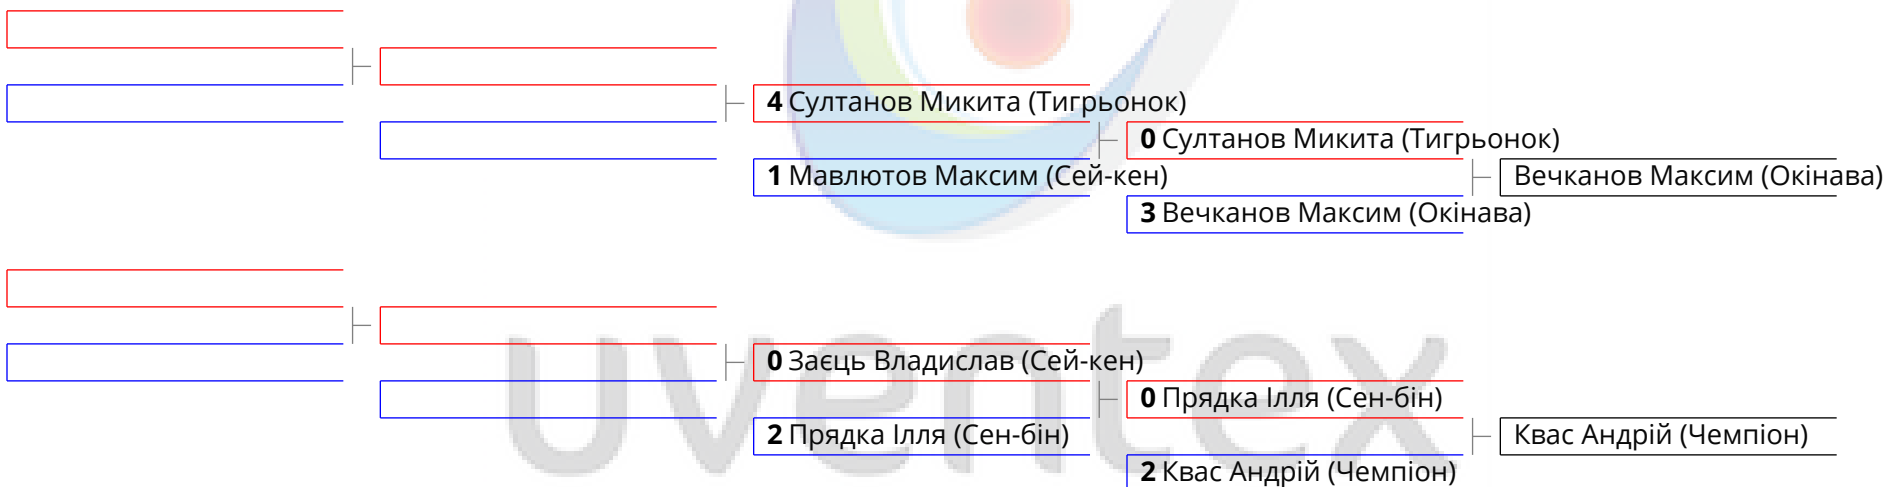 4 Султанов Микита (Тигрьонок)
0 Султанов Микита (Тигрьонок)
1 Мавлютов Максим (Сей-кен)
Вечканов Максим (Окінава)
3 Вечканов Максим (Окінава)
0 Заєць Владислав (Сей-кен)
0 Прядка Ілля (Сен-бін)
2 Прядка Ілля (Сен-бін)
Квас Андрій (Чемпіон)
2 Квас Андрій (Чемпіон)
uventex